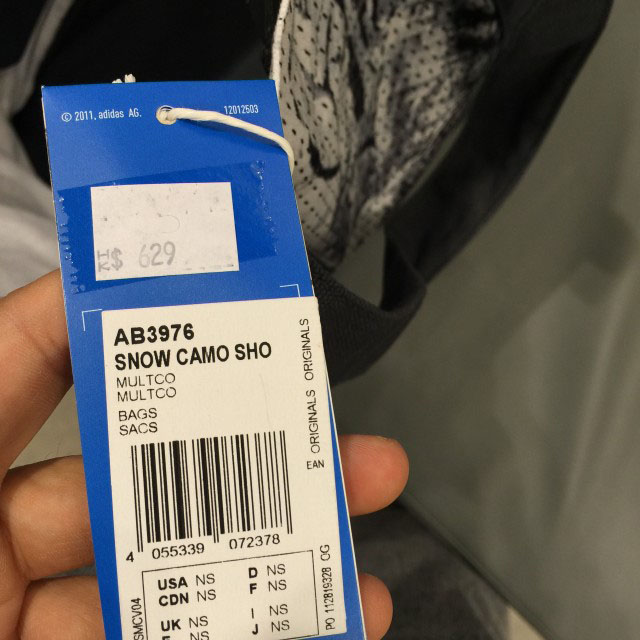 © 2011, adidas AG.
12012503
HK$ 629
AB3976
SNOW CAMO SHO
MULTCO
MULTCO
BAGS
SACS
ORIGINALS ORIGINALS
EAN
4 055339 072378
USA NS D NS
CDN NS F NS
UK NS I NS
J NS
SMCV04
PO 112819328 OG